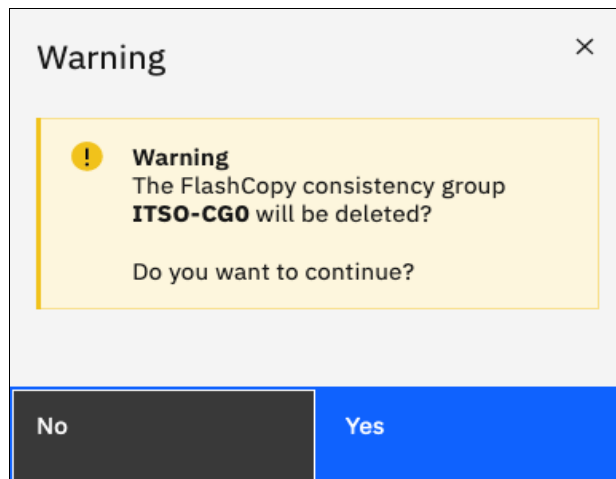 Warning
Warning
The FlashCopy consistency group
ITSO-CG0 will be deleted?
Do you want to continue?
No
Yes